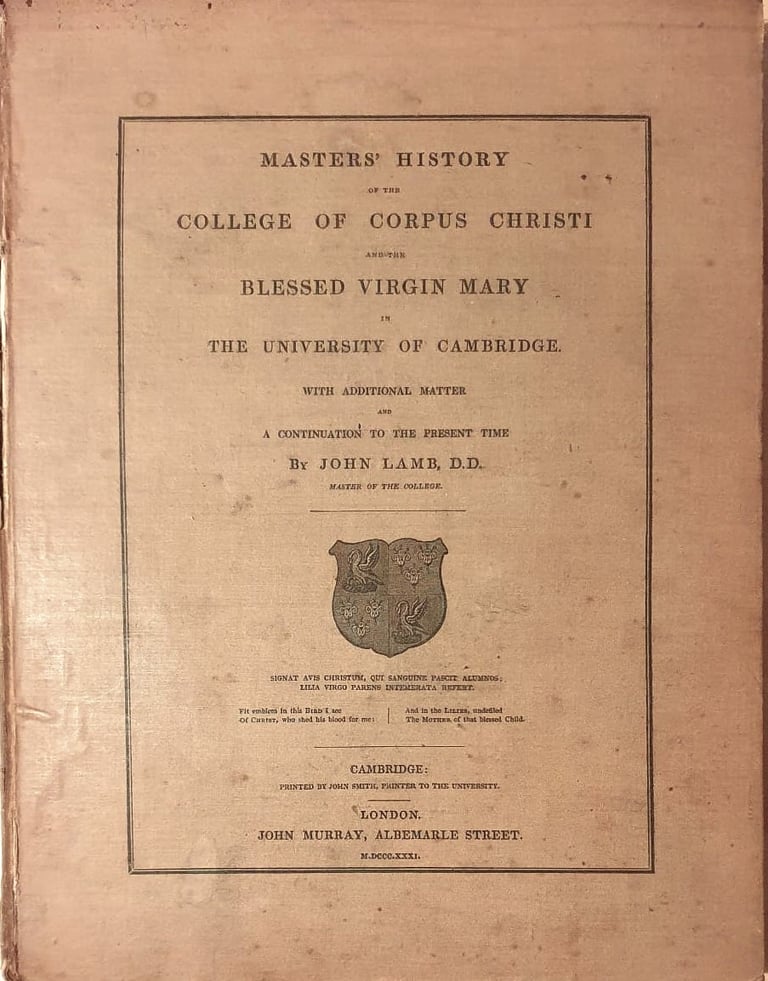 MASTERS' HISTORY
OF THE
COLLEGE OF CORPUS CHRISTI
AND THE
BLESSED VIRGIN MARY
IN
THE UNIVERSITY OF CAMBRIDGE.
WITH ADDITIONAL MATTER
AND
A CONTINUATION TO THE PRESENT TIME
By JOHN LAMB, D.D.
MASTER OF THE COLLEGE.
SIGNAT AVIS CHRISTUM, QUI SANGUINE PASCIT ALUMNOS;
LILIA VIRGO PARENS INTEMERATA REFERT.
Fit emblem in this BIRD I see
Of CHRIST, who shed his blood for me:
And in the LILIES, undefiled
The MOTHER of that blessed Child.
CAMBRIDGE:
PRINTED BY JOHN SMITH, PRINTER TO THE UNIVERSITY.
LONDON.
JOHN MURRAY, ALBEMARLE STREET.
M.DCCC.XXXI.